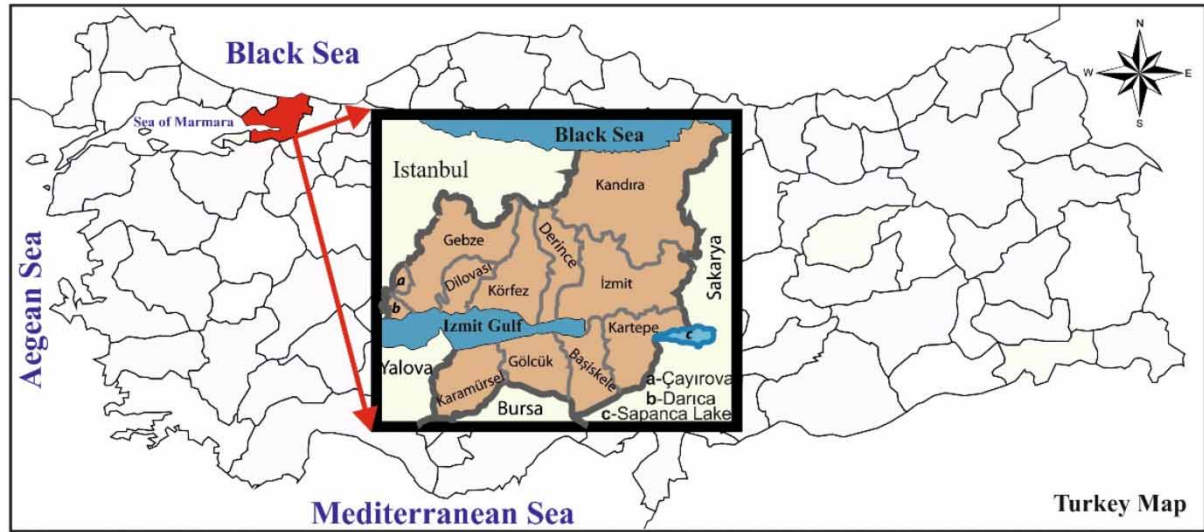 Black Sea
N
W
E
S
Sea of Marmara
Aegean Sea
Black Sea
Istanbul
Kandıra
Gebze
Derince
Sakarya
a
Dilovası
Körfez
İzmit
b
Izmit Gulf
Kartepe
c
Yalova
Gölcük
Başiskele
Karamürsel
a-Çayırova
Bursa
b-Darıca
c-Sapanca Lake
Mediterranean Sea
Turkey Map